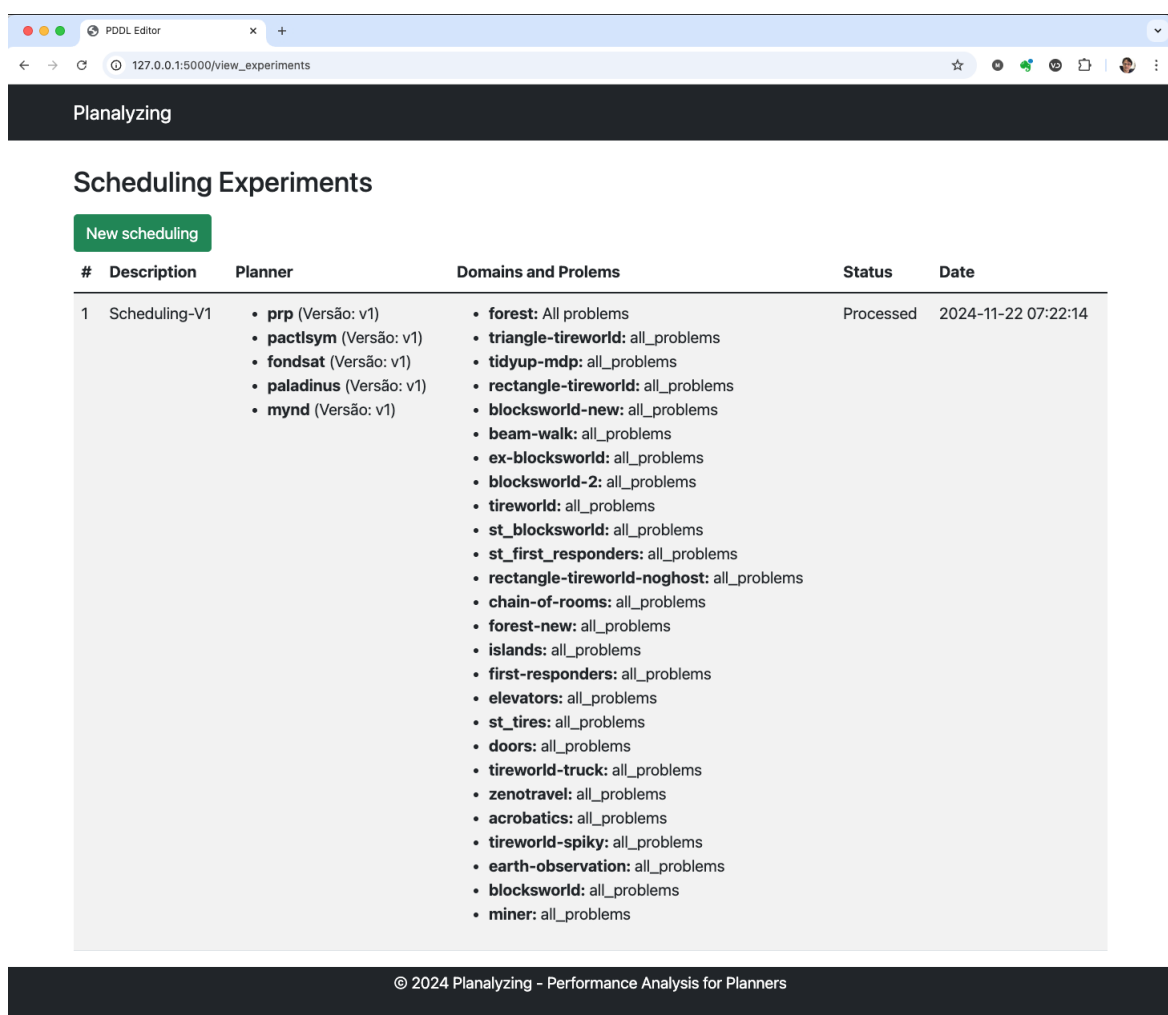 PDDL Editor
127.0.0.1:5000/view_experiments
Planalyzing
Scheduling Experiments
New scheduling
# Description Planner Domains and Prolems Status Date
1 Scheduling-V1 • prp (Versão: v1) • forest: All problems Processed 2024-11-22 07:22:14
• pactlsym (Versão: v1) • triangle-tireworld: all_problems
• fondsat (Versão: v1) • tidyup-mdp: all_problems
• paladinus (Versão: v1) • rectangle-tireworld: all_problems
• mynd (Versão: v1) • blocksworld-new: all_problems
• beam-walk: all_problems
• ex-blocksworld: all_problems
• blocksworld-2: all_problems
• tireworld: all_problems
• st_blocksworld: all_problems
• st_first_responders: all_problems
• rectangle-tireworld-noghost: all_problems
• chain-of-rooms: all_problems
• forest-new: all_problems
• islands: all_problems
• first-responders: all_problems
• elevators: all_problems
• st_tires: all_problems
• doors: all_problems
• tireworld-truck: all_problems
• zenotravel: all_problems
• acrobatics: all_problems
• tireworld-spiky: all_problems
• earth-observation: all_problems
• blocksworld: all_problems
• miner: all_problems
© 2024 Planalyzing - Performance Analysis for Planners